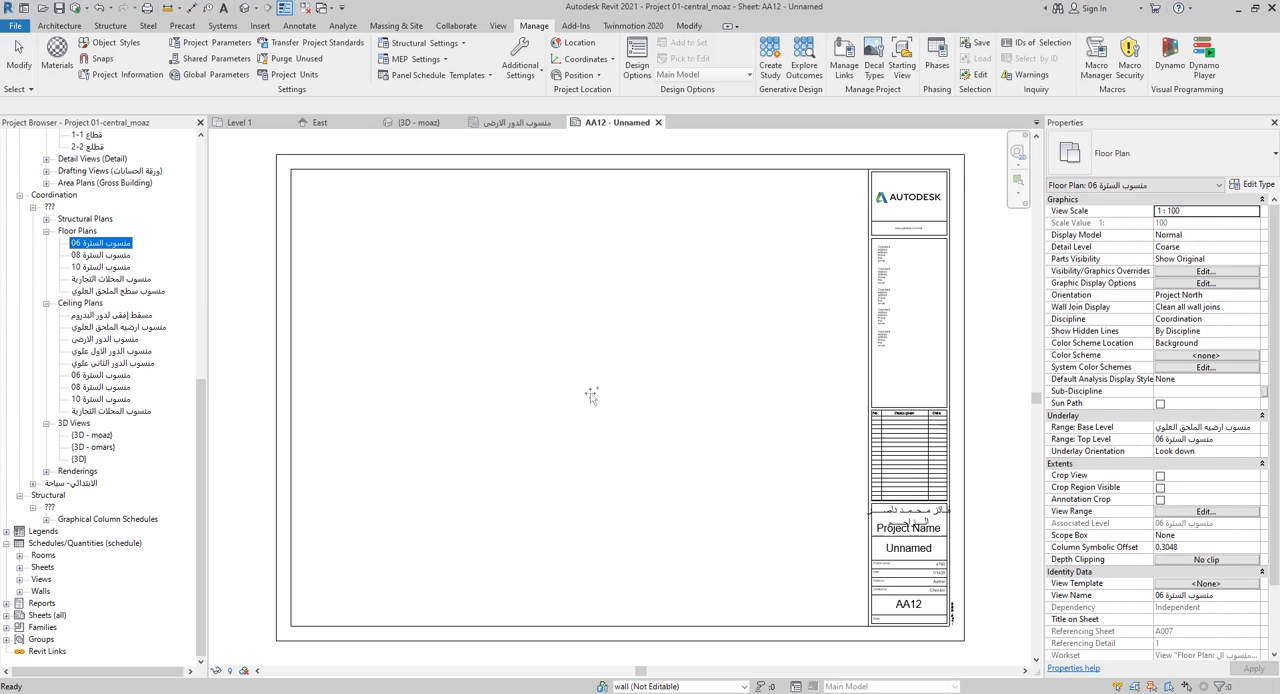 Autodesk Revit 2021 - Project 01-central_moaz - Sheet: AA12 - Unnamed
Sign In
File
Architecture
Structure
Steel
Precast
Systems
Insert
Annotate
Analyze
Massing & Site
Collaborate
View
Manage
Add-Ins
Twinmotion 2020
Modify
Modify
Select
Materials
Object Styles
Snaps
Project Information
Project Parameters
Shared Parameters
Global Parameters
Transfer Project Standards
Purge Unused
Project Units
Settings
Structural Settings
MEP Settings
Panel Schedule Templates
Additional Settings
Location
Coordinates
Position
Project Location
Design Options
Add to Set
Pick to Edit
Main Model
Design Options
Create Study
Explore Outcomes
Generative Design
Manage Links
Decal Types
Starting View
Manage Project
Phases
Phasing
Save
Load
Edit
Selection
IDs of Selection
Select by ID
Warnings
Inquiry
Macro Manager
Macro Security
Macros
Dynamo
Dynamo Player
Visual Programming
Project Browser - Project 01-central_moaz
قطاع 1-1
قطاع 2-2
Detail Views (Detail)
Drafting Views (ورقة الحسابات)
Area Plans (Gross Building)
Coordination
???
Structural Plans
Floor Plans
منسوب السترة 06
منسوب السترة 08
منسوب السترة 10
منسوب المحلات التجارية
منسوب سطح الملحق العلوي
Ceiling Plans
مسقط إفقى لدور البدروم
منسوب ارضيه الملحق العلوي
منسوب الدور الارضى
منسوب الدور الاول علوي
منسوب الدور الثانى علوي
منسوب السترة 06
منسوب السترة 08
منسوب السترة 10
منسوب المحلات التجارية
3D Views
{3D - moaz}
{3D - omars}
{3D}
Renderings
الابتدائي- سياحة
Structural
???
Graphical Column Schedules
Legends
Schedules/Quantities (schedule)
Rooms
Sheets
Views
Walls
Reports
Sheets (all)
Families
Groups
Revit Links
Level 1
East
{3D - moaz}
منسوب الدور الارضى
AA12 - Unnamed
AUTODESK
No.
Description
Date
Project Name
Unnamed
Author
Checker
AA12
Properties
Floor Plan
Floor Plan: منسوب السترة 06
Edit Type
Graphics
View Scale
1 : 100
Scale Value 1:
100
Display Model
Normal
Detail Level
Coarse
Parts Visibility
Show Original
Visibility/Graphics Overrides
Edit...
Graphic Display Options
Edit...
Orientation
Project North
Wall Join Display
Clean all wall joins
Discipline
Coordination
Show Hidden Lines
By Discipline
Color Scheme Location
Background
Color Scheme
<none>
System Color Schemes
Edit...
Default Analysis Display Style
None
Sub-Discipline
Sun Path
Underlay
Range: Base Level
منسوب ارضيه الملحق العلوي
Range: Top Level
منسوب السترة 06
Underlay Orientation
Look down
Extents
Crop View
Crop Region Visible
Annotation Crop
View Range
Edit...
Associated Level
منسوب السترة 06
Scope Box
None
Column Symbolic Offset
0.3048
Depth Clipping
No clip
Identity Data
View Template
<None>
View Name
منسوب السترة 06
Dependency
Independent
Title on Sheet
Referencing Sheet
A007
Referencing Detail
1
Workset
View "Floor Plan: منسوب ال...
Properties help
Apply
Ready
wall (Not Editable)
:0
Main Model
:0